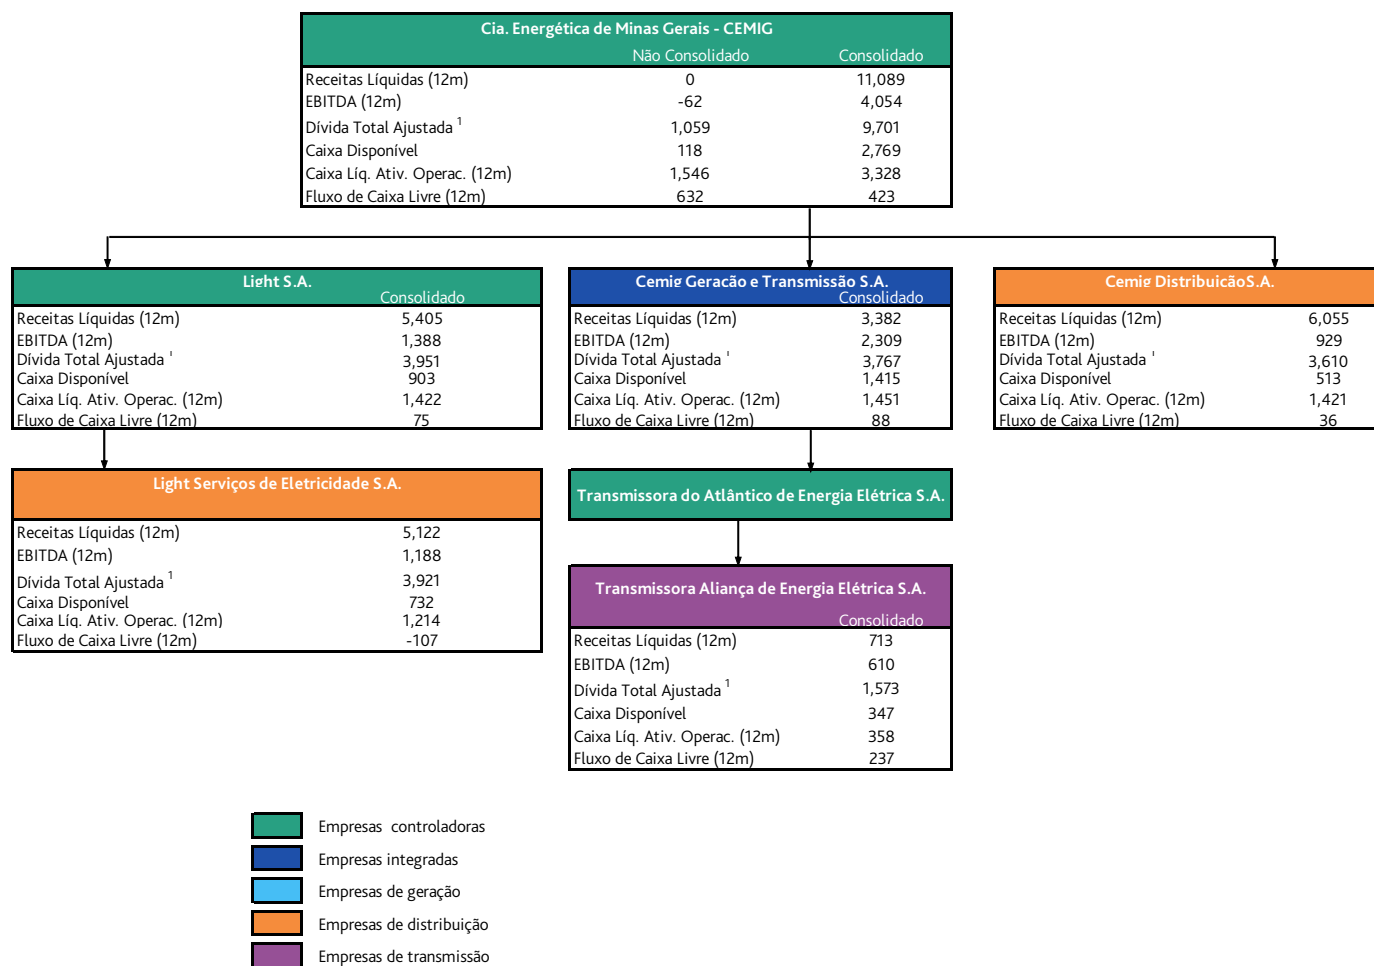 Cia. Energética de Minas Gerais - CEMIG
Não Consolidado Consolidado
Receitas Líquidas (12m) 0 11,089
EBITDA (12m) -62 4,054
Dívida Total Ajustada 1 1,059 9,701
Caixa Disponível 118 2,769
Caixa Líq. Ativ. Operac. (12m) 1,546 3,328
Fluxo de Caixa Livre (12m) 632 423
Light S.A.
Consolidado
Receitas Líquidas (12m) 5,405
EBITDA (12m) 1,388
Dívida Total Ajustada 1 3,951
Caixa Disponível 903
Caixa Líq. Ativ. Operac. (12m) 1,422
Fluxo de Caixa Livre (12m) 75
Cemig Geração e Transmissão S.A.
Consolidado
Receitas Líquidas (12m) 3,382
EBITDA (12m) 2,309
Dívida Total Ajustada 1 3,767
Caixa Disponível 1,415
Caixa Líq. Ativ. Operac. (12m) 1,451
Fluxo de Caixa Livre (12m) 88
Cemig DistribuiçãoS.A.
Receitas Líquidas (12m) 6,055
EBITDA (12m) 929
Dívida Total Ajustada 1 3,610
Caixa Disponível 513
Caixa Líq. Ativ. Operac. (12m) 1,421
Fluxo de Caixa Livre (12m) 36
Light Serviços de Eletricidade S.A.
Receitas Líquidas (12m) 5,122
EBITDA (12m) 1,188
Dívida Total Ajustada 1 3,921
Caixa Disponível 732
Caixa Líq. Ativ. Operac. (12m) 1,214
Fluxo de Caixa Livre (12m) -107
Transmissora do Atlântico de Energia Elétrica S.A.
Transmissora Aliança de Energia Elétrica S.A.
Consolidado
Receitas Líquidas (12m) 713
EBITDA (12m) 610
Dívida Total Ajustada 1 1,573
Caixa Disponível 347
Caixa Líq. Ativ. Operac. (12m) 358
Fluxo de Caixa Livre (12m) 237
Empresas controladoras
Empresas integradas
Empresas de geração
Empresas de distribuição
Empresas de transmissão